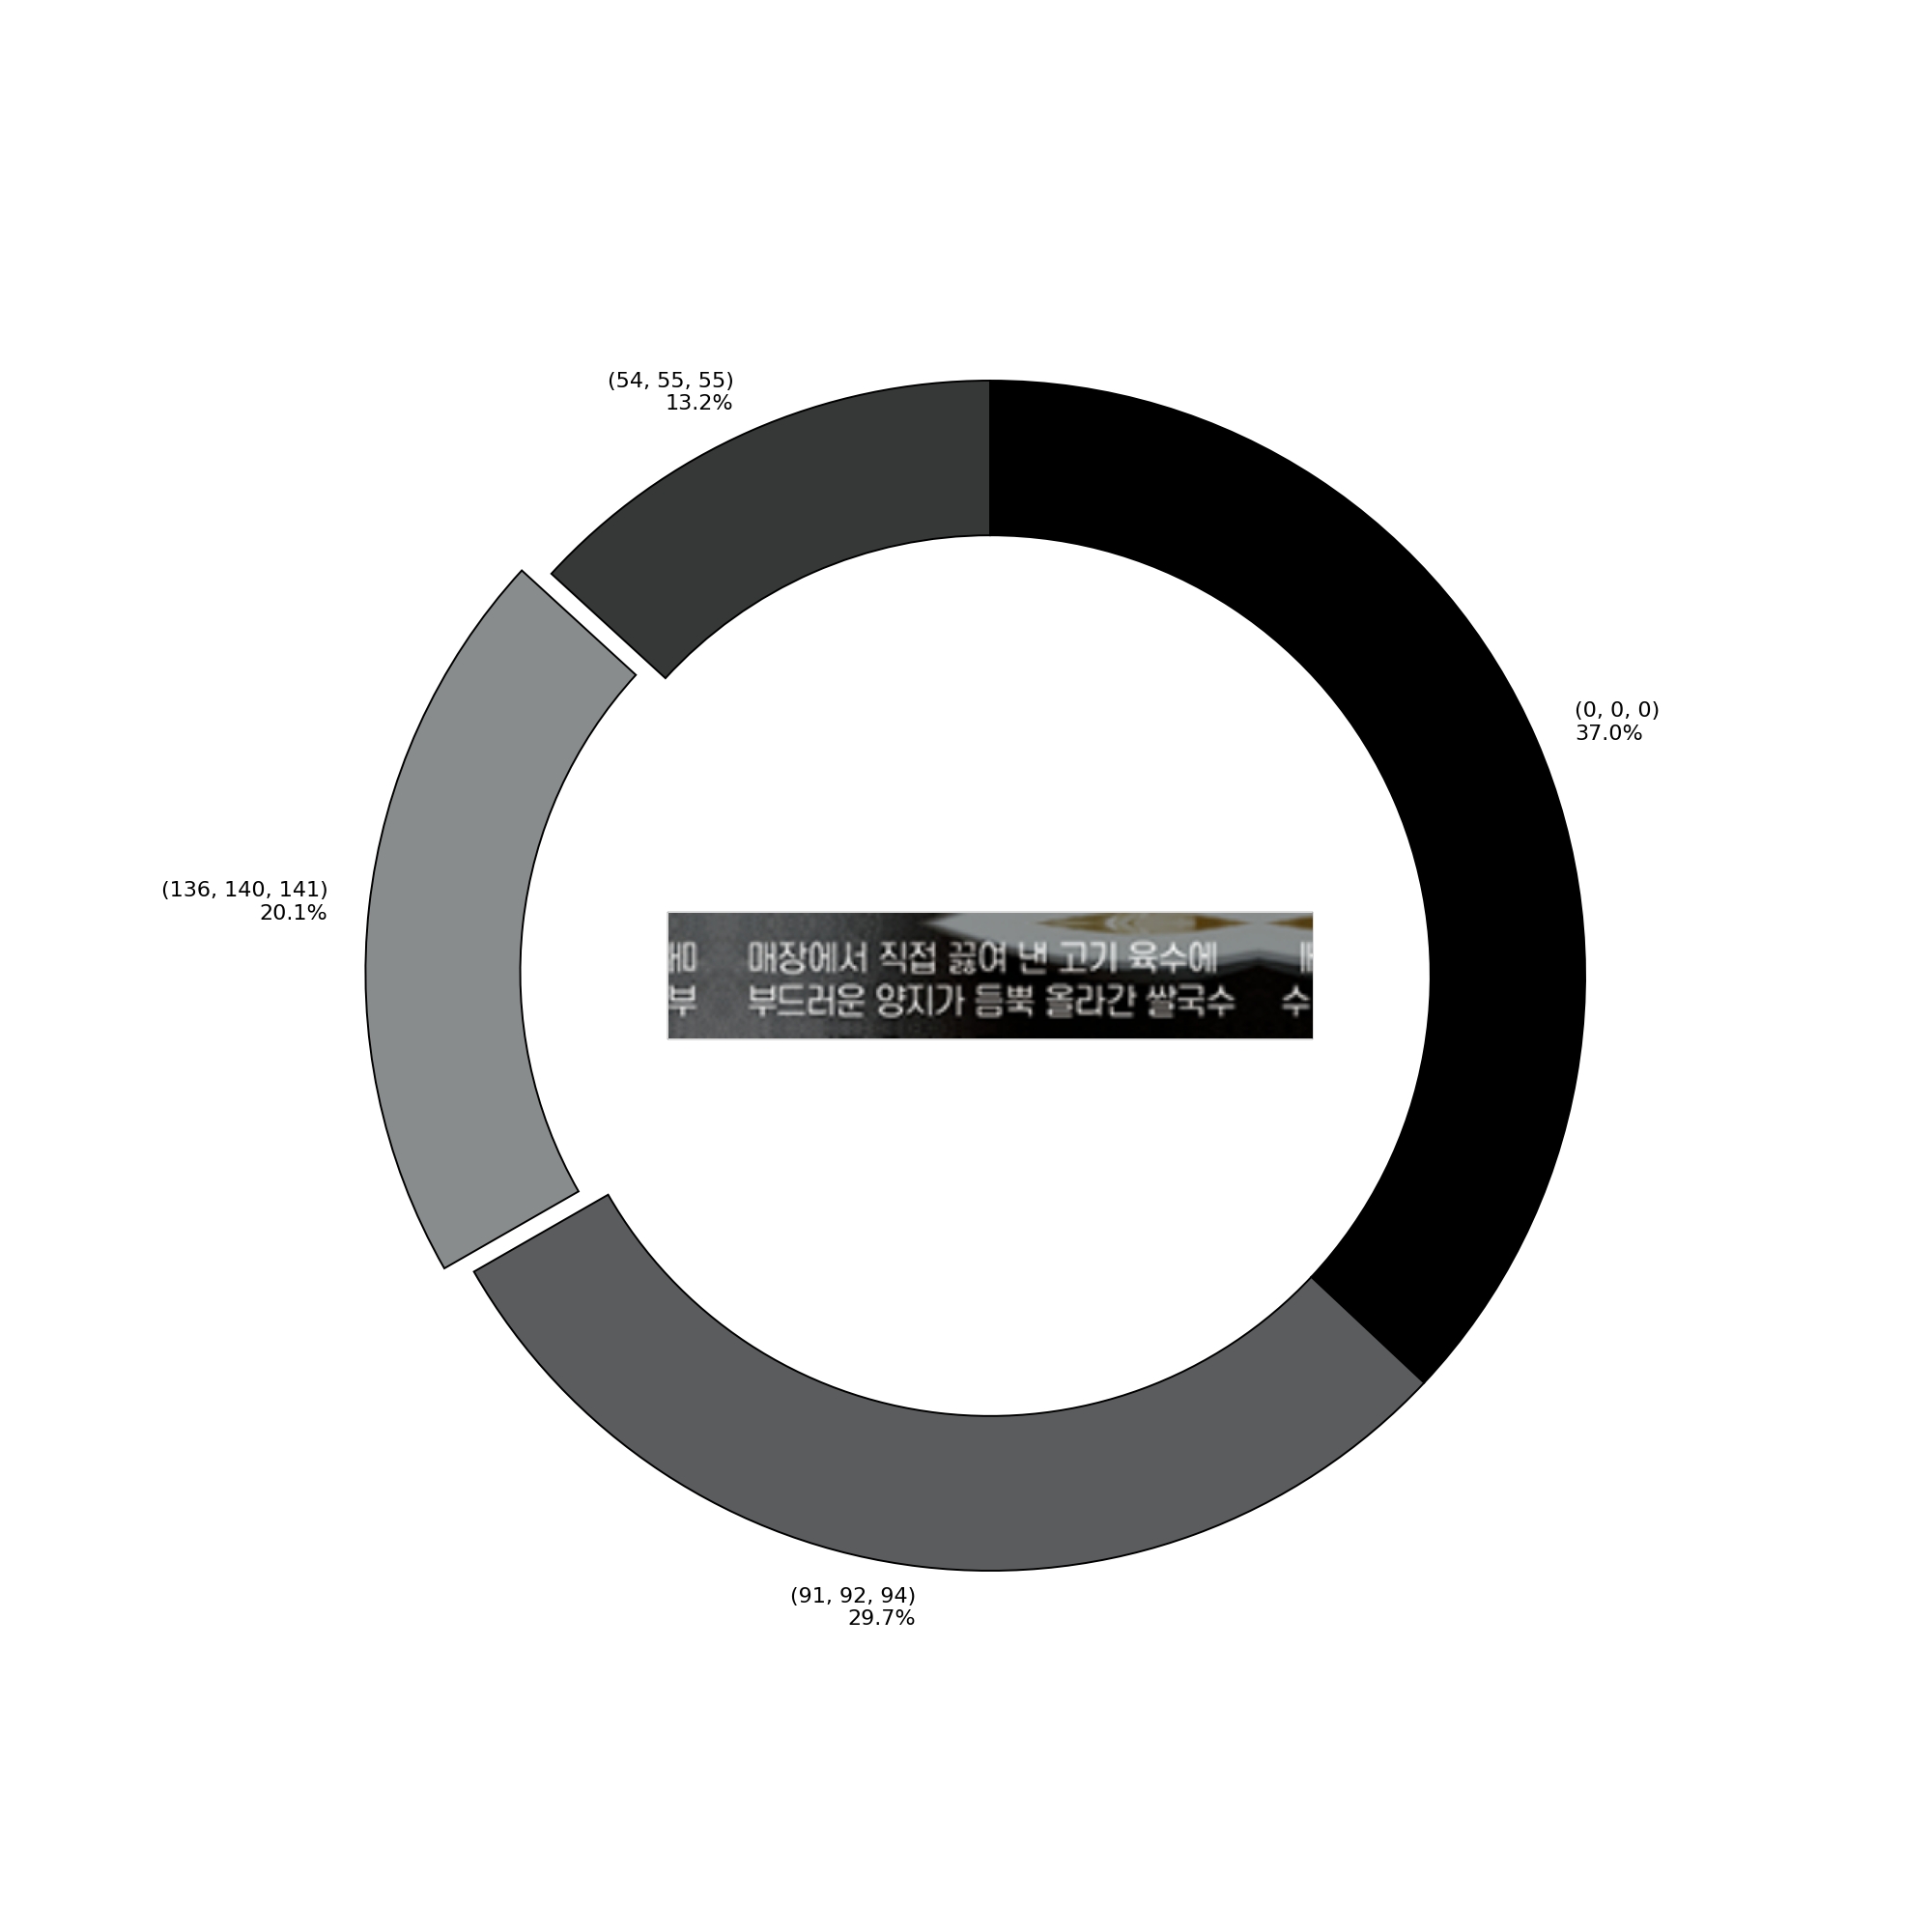 (54, 55, 55)
13.2%
(0, 0, 0)
37.0%
(136, 140, 141)
20.1%
매장에서 직접 끓여 낸 고기 육수에
부 부드러운 양지가 듬뿍 올라간 쌀국수 수
(91, 92, 94)
29.7%